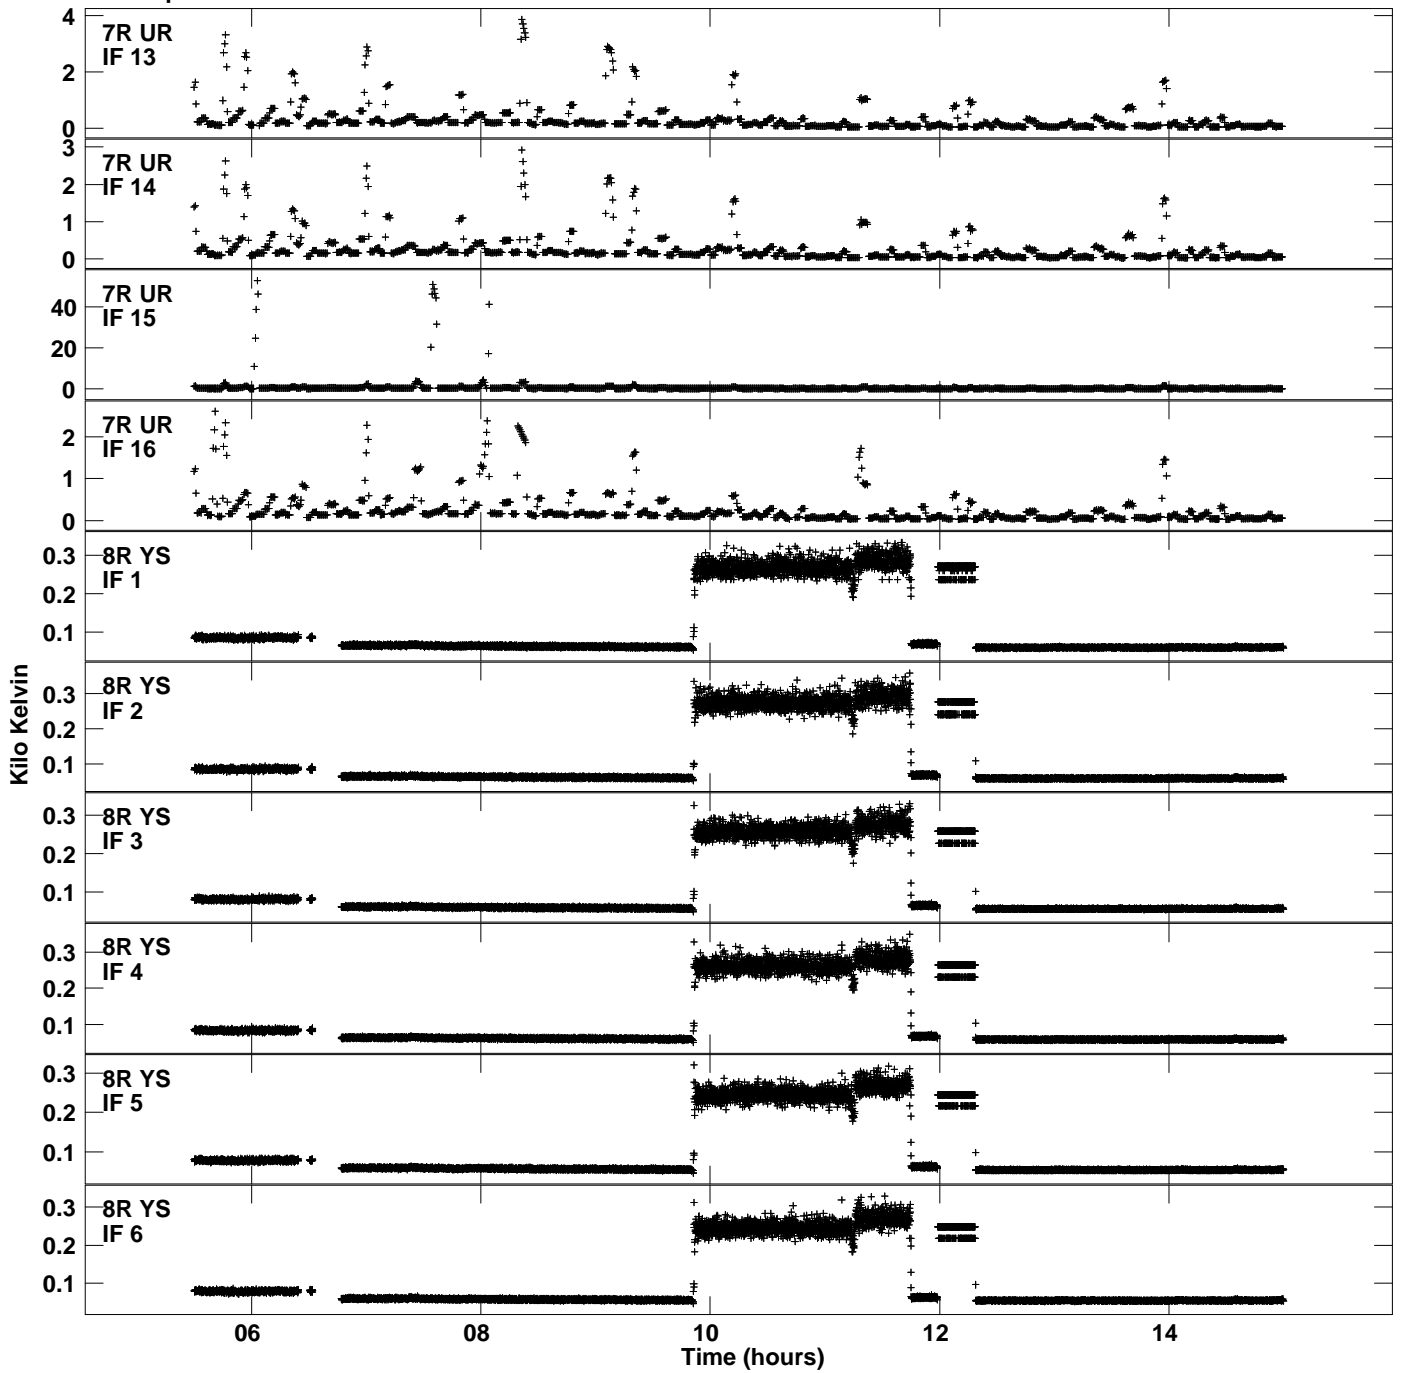 4
2
0
7R UR
IF 13
3
2
1
0
7R UR
IF 14
40
20
0
7R UR
IF 15
2
1
0
7R UR
IF 16
0.3
0.2
0.1
8R YS
IF 1
0.3
0.2
0.1
8R YS
IF 2
0.3
0.2
0.1
8R YS
IF 3
0.3
0.2
0.1
8R YS
IF 4
0.3
0.2
0.1
8R YS
IF 5
0.3
0.2
0.1
8R YS
IF 6
Kilo Kelvin
06 08 10 12 14
Time (hours)